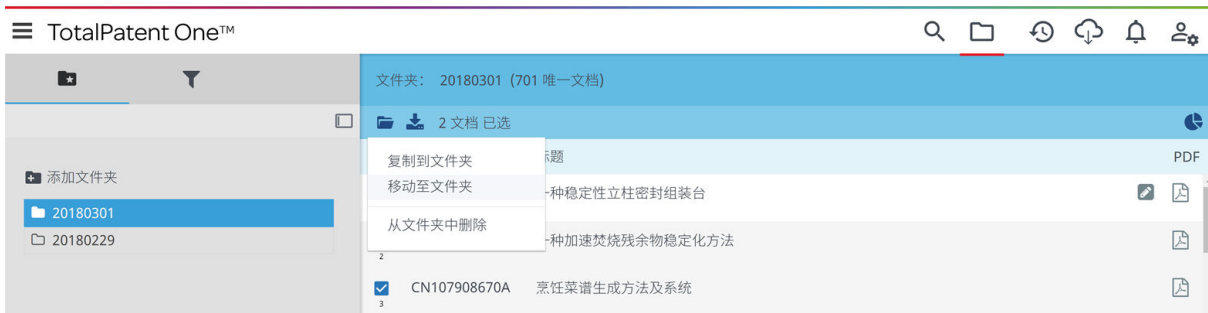 TotalPatent One™
文件夹： 20180301 (701 唯一文档)
2 文档 已选
添加文件夹
20180301
20180229
复制到文件夹
移动至文件夹
从文件夹中删除
标题
PDF
一种稳定性立柱密封组装台
2
一种加速焚烧残余物稳定化方法
3
CN107908670A 烹饪菜谱生成方法及系统